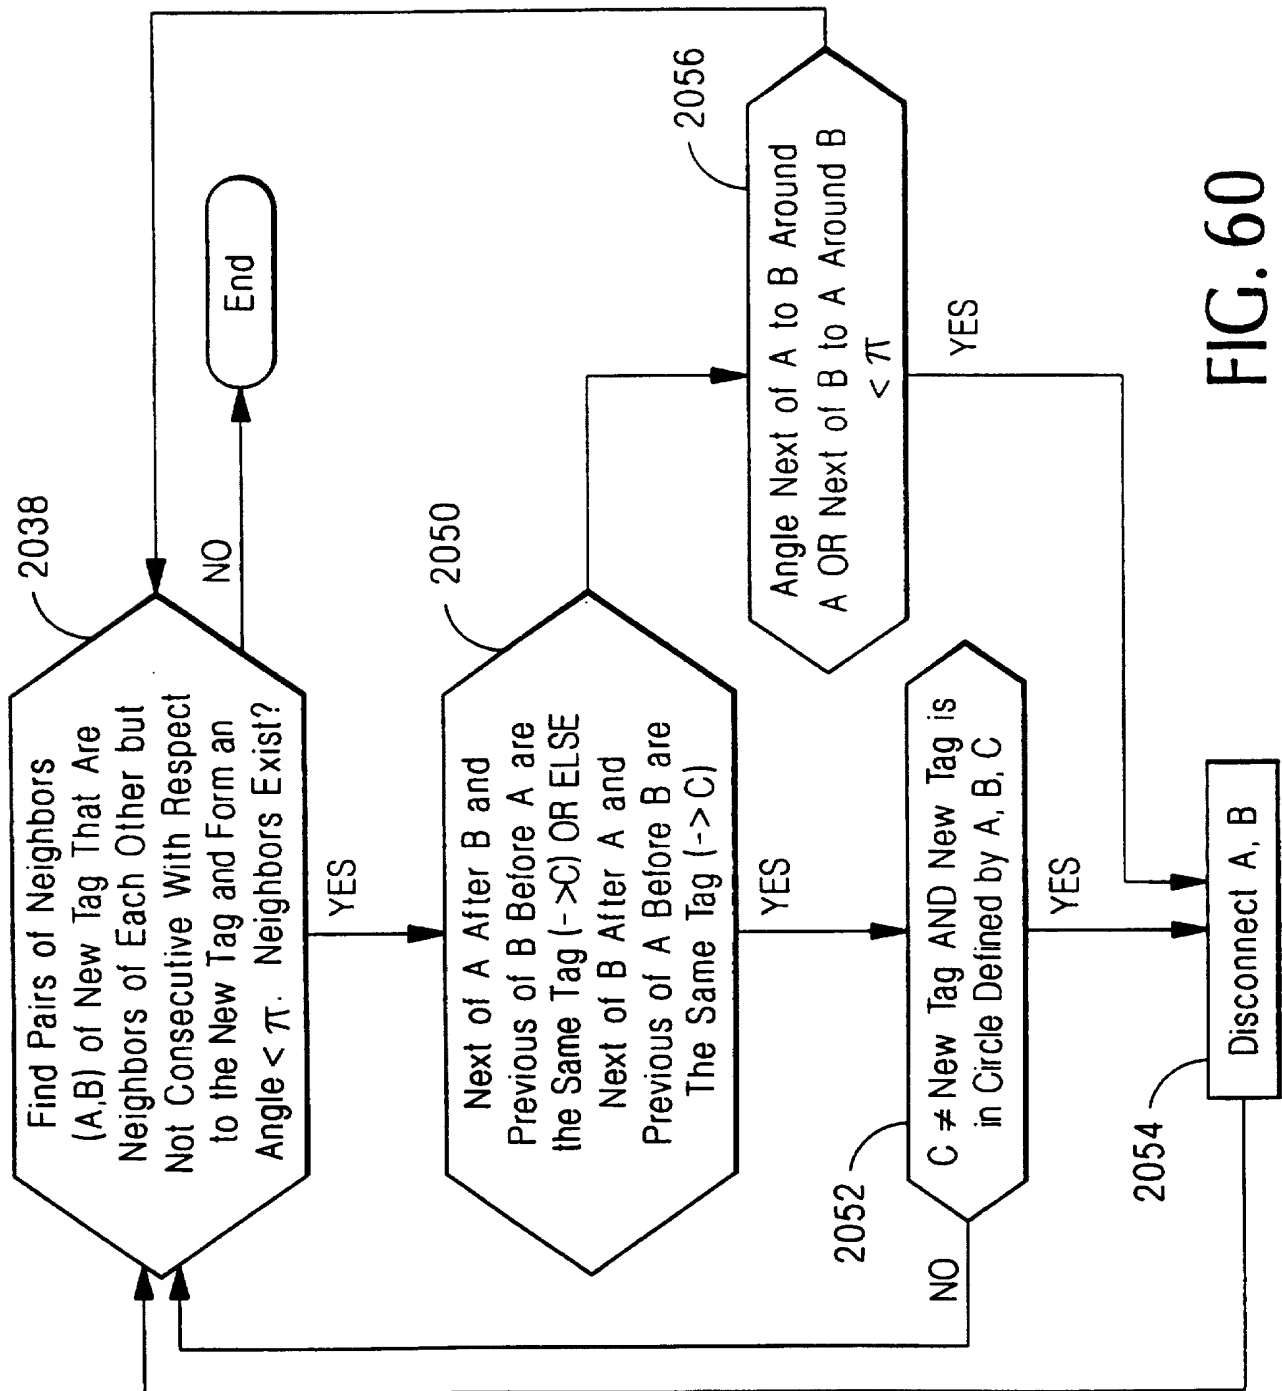 2038
Find Pairs of Neighbors
(A,B) of New Tag That Are
Neighbors of Each Other but
Not Consecutive With Respect
to the New Tag and Form an
Angle < π. Neighbors Exist?
NO
End
YES
2050
Next of A After B and
Previous of B Before A are
the Same Tag (->C) OR ELSE
Next of B After A and
Previous of A Before B are
The Same Tag (->C)
YES
2056
Angle Next of A to B Around
A OR Next of B to A Around B
< π
YES
2052
C ≠ New Tag AND New Tag is
in Circle Defined by A, B, C
NO
YES
2054
Disconnect A, B
FIG. 60